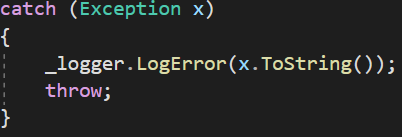 catch (Exception x)
{
    _logger.LogError(x.ToString());
    throw;
}